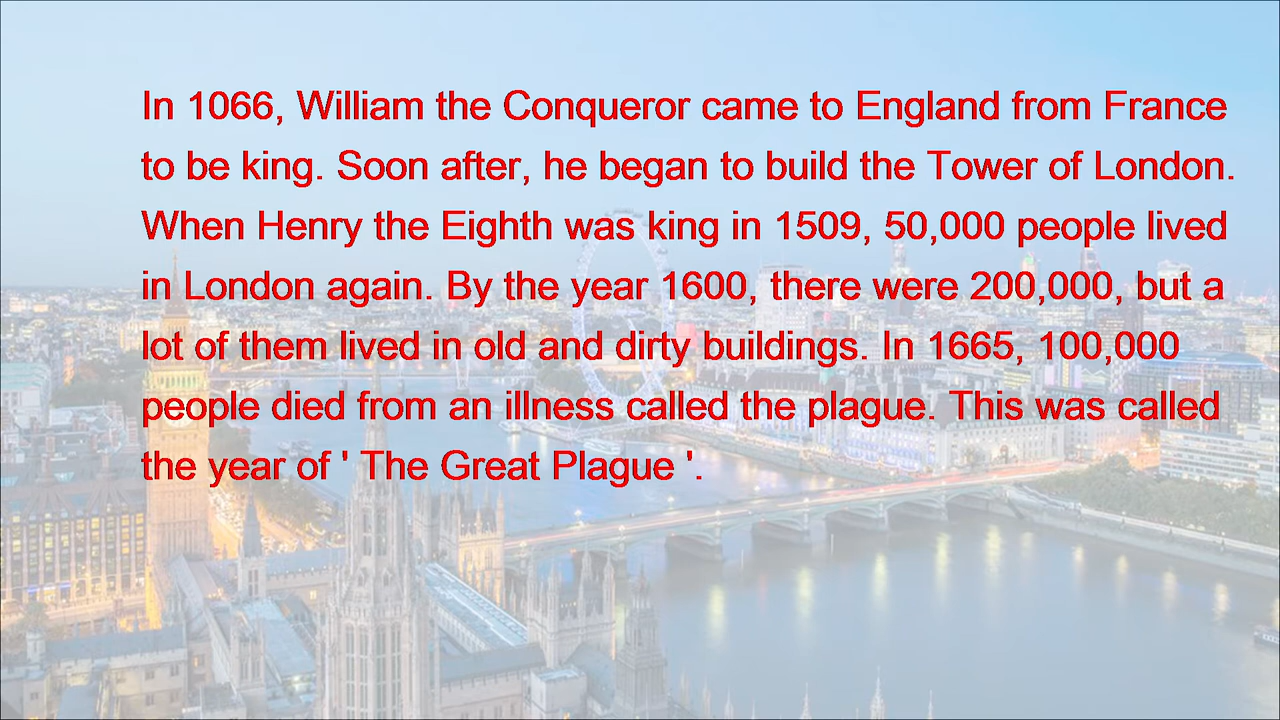 In 1066, William the Conqueror came to England from France
to be king. Soon after, he began to build the Tower of London.
When Henry the Eighth was king in 1509, 50,000 people lived
in London again. By the year 1600, there were 200,000, but a
lot of them lived in old and dirty buildings. In 1665, 100,000
people died from an illness called the plague. This was called
the year of ' The Great Plague '.